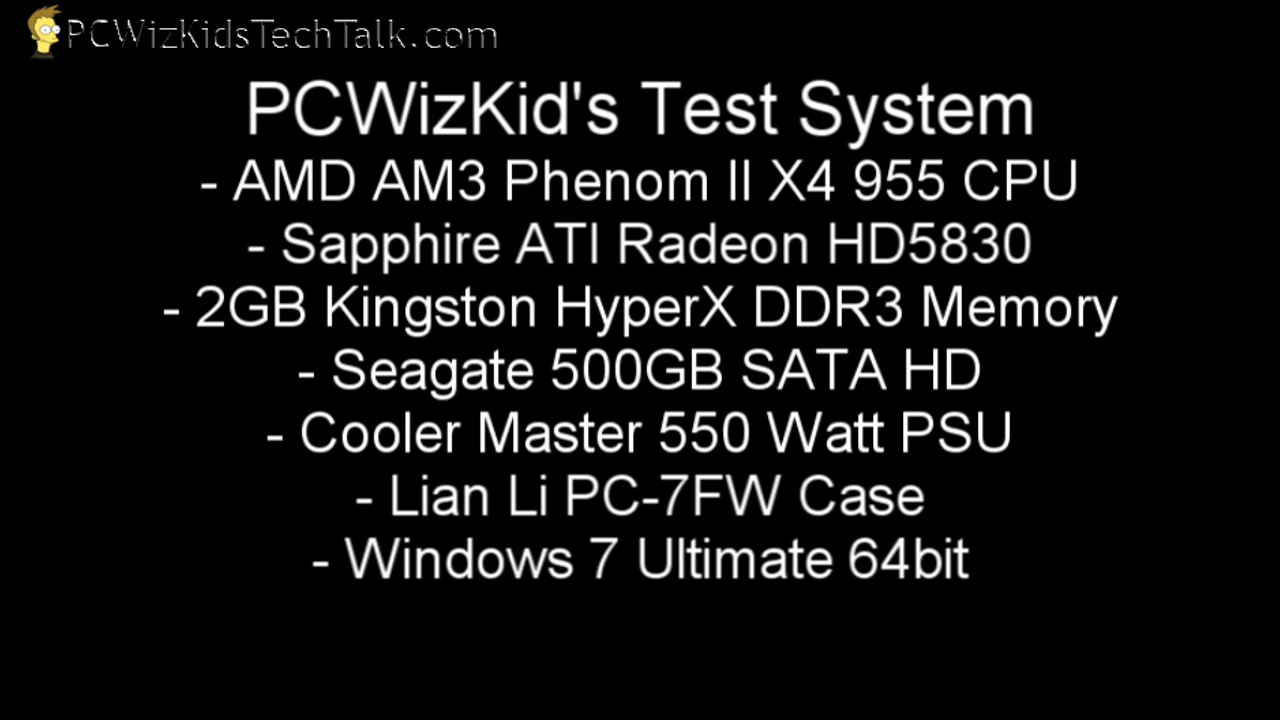 PCWizKidsTechTalk.com
PCWizKid's Test System
- AMD AM3 Phenom II X4 955 CPU
- Sapphire ATI Radeon HD5830
- 2GB Kingston HyperX DDR3 Memory
- Seagate 500GB SATA HD
- Cooler Master 550 Watt PSU
- Lian Li PC-7FW Case
- Windows 7 Ultimate 64bit